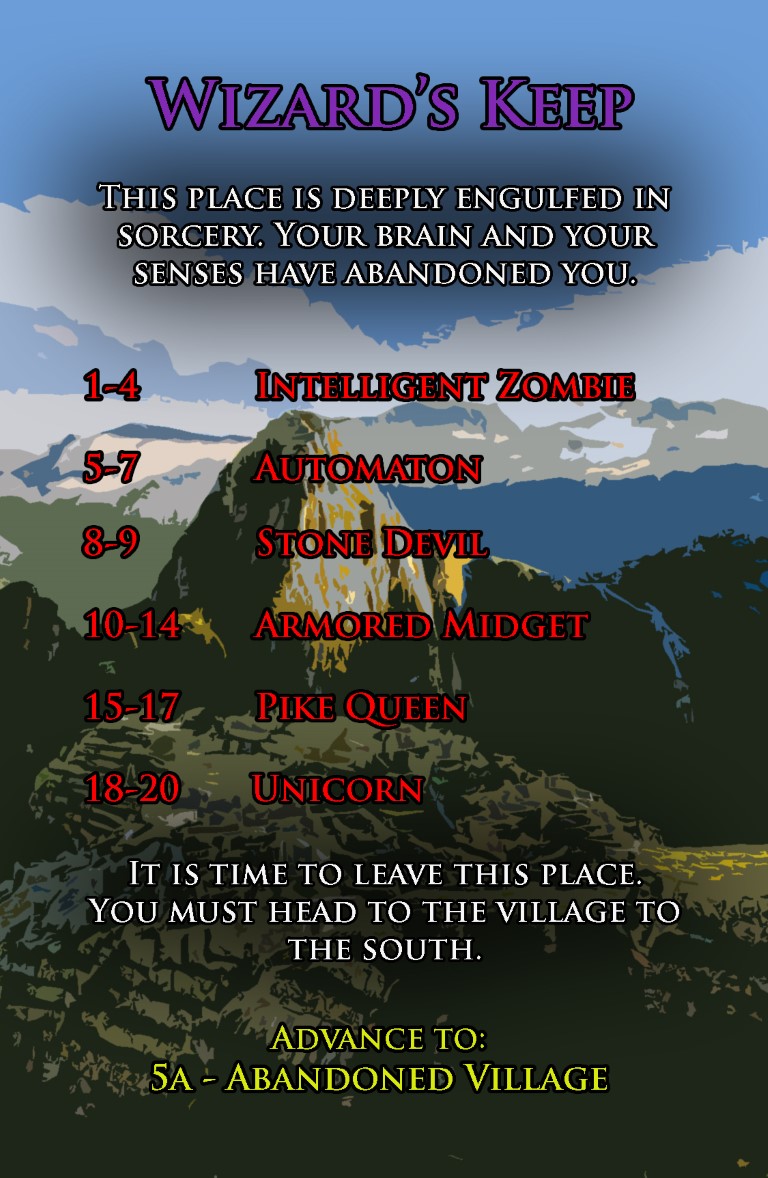 Wizard's Keep
This place is deeply engulfed in
sorcery. Your brain and your
senses have abandoned you.
1-4 Intelligent Zombie
5-7 Automaton
8-9 Stone Devil
10-14 Armored Midget
15-17 Pike Queen
18-20 Unicorn
It is time to leave this place.
You must head to the village to
the south.
Advance to:
5a - Abandoned Village